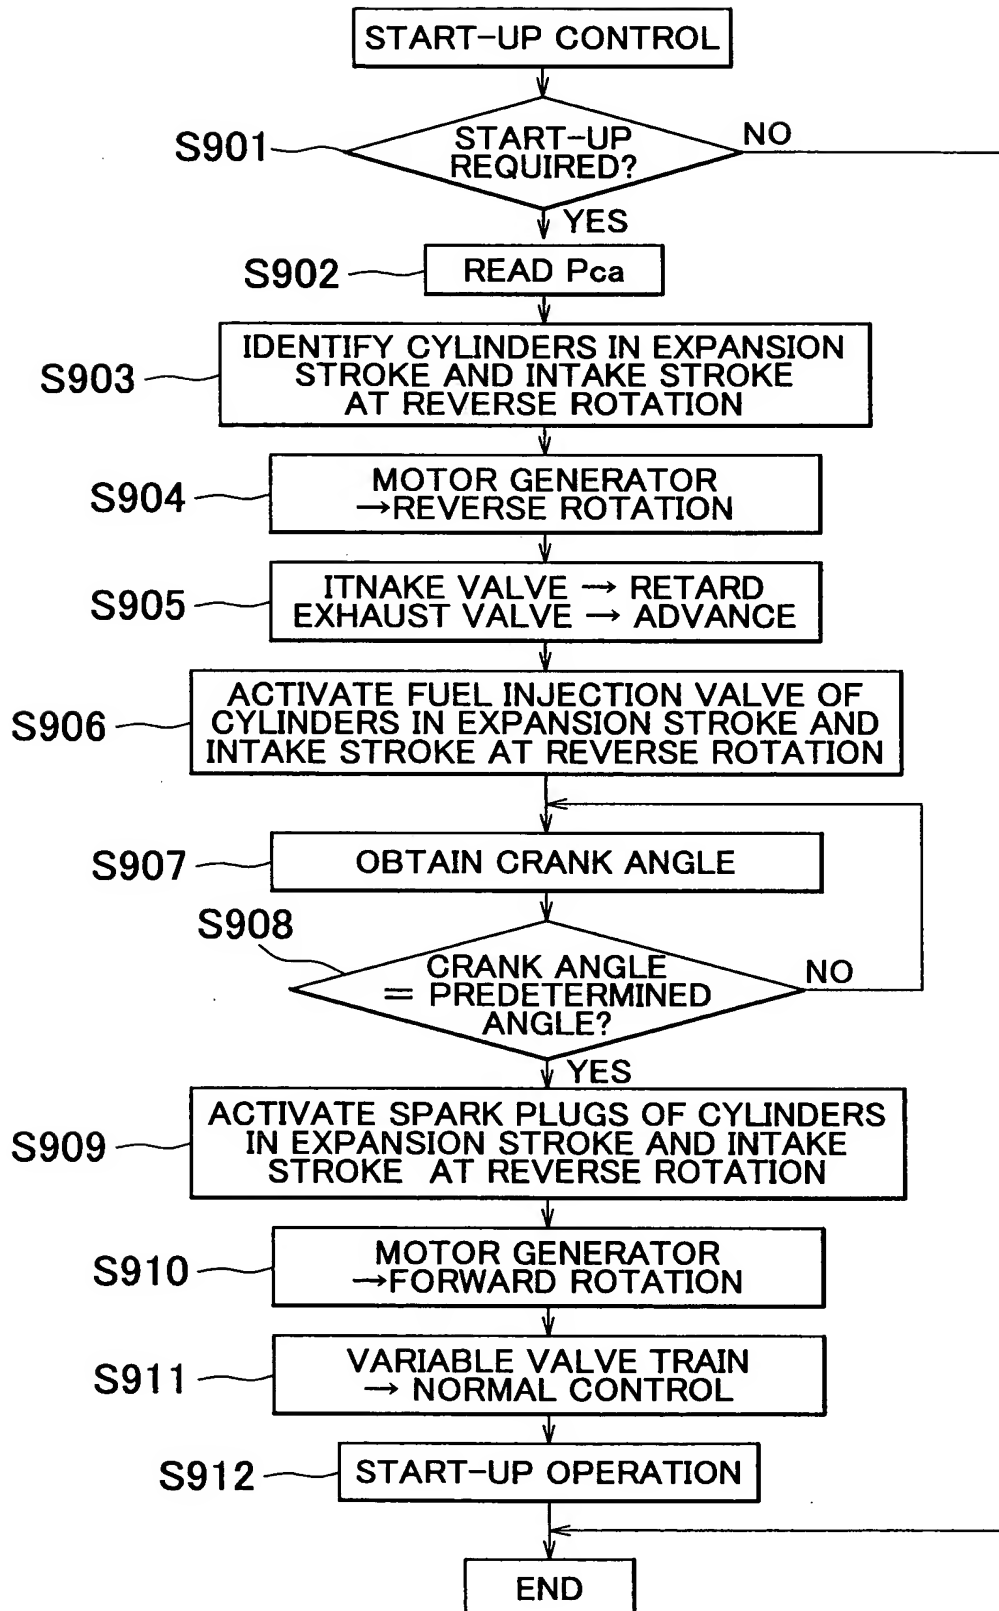 START-UP CONTROL
S901
START-UP
REQUIRED?
NO
YES
S902
READ Pca
S903
IDENTIFY CYLINDERS IN EXPANSION
STROKE AND INTAKE STROKE
AT REVERSE ROTATION
S904
MOTOR GENERATOR
→REVERSE ROTATION
S905
ITNAKE VALVE → RETARD
EXHAUST VALVE → ADVANCE
S906
ACTIVATE FUEL INJECTION VALVE OF
CYLINDERS IN EXPANSION STROKE AND
INTAKE STROKE AT REVERSE ROTATION
S907
OBTAIN CRANK ANGLE
S908
CRANK ANGLE
= PREDETERMINED
ANGLE?
NO
YES
S909
ACTIVATE SPARK PLUGS OF CYLINDERS
IN EXPANSION STROKE AND INTAKE
STROKE AT REVERSE ROTATION
S910
MOTOR GENERATOR
→FORWARD ROTATION
S911
VARIABLE VALVE TRAIN
→ NORMAL CONTROL
S912
START-UP OPERATION
END